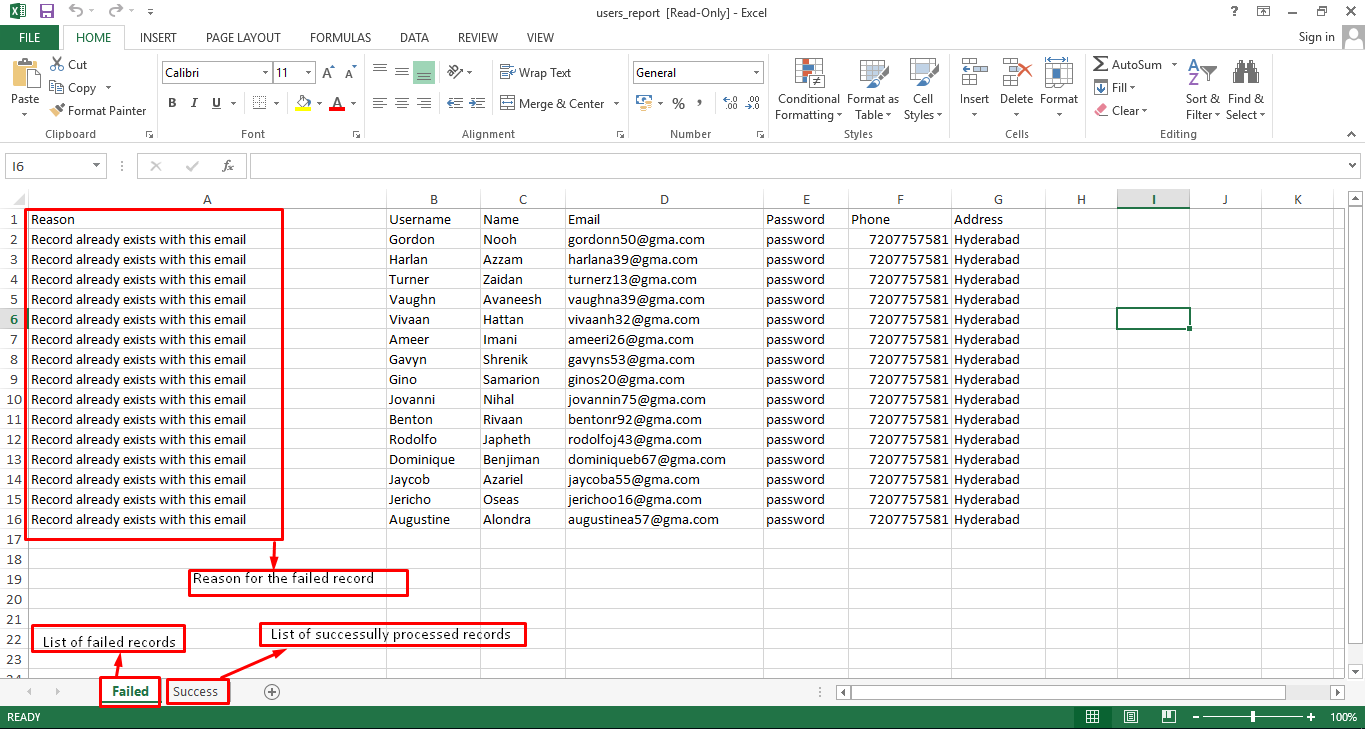 users_report [Read-Only] - Excel
FILE HOME INSERT PAGE LAYOUT FORMULAS DATA REVIEW VIEW Sign in
Paste Cut Copy Format Painter Clipboard
Calibri 11 B I U A Font
Wrap Text Merge & Center Alignment
General % , Number
Conditional Formatting Format as Table Cell Styles Styles
Insert Delete Format Cells
AutoSum Fill Clear Sort & Filter Find & Select Editing
I6 fx
A B C D E F G H I J K
1 Reason Username Name Email Password Phone Address
2 Record already exists with this email Gordon Nooh gordonn50@gma.com password 7207757581 Hyderabad
3 Record already exists with this email Harlan Azzam harlana39@gma.com password 7207757581 Hyderabad
4 Record already exists with this email Turner Zaidan turnerz13@gma.com password 7207757581 Hyderabad
5 Record already exists with this email Vaughn Avaneesh vaughna39@gma.com password 7207757581 Hyderabad
6 Record already exists with this email Vivaan Hattan vivaanh32@gma.com password 7207757581 Hyderabad
7 Record already exists with this email Ameer Imani ameeri26@gma.com password 7207757581 Hyderabad
8 Record already exists with this email Gavyn Shrenik gavyns53@gma.com password 7207757581 Hyderabad
9 Record already exists with this email Gino Samarion ginos20@gma.com password 7207757581 Hyderabad
10 Record already exists with this email Jovanni Nihal jovannin75@gma.com password 7207757581 Hyderabad
11 Record already exists with this email Benton Rivaan bentonr92@gma.com password 7207757581 Hyderabad
12 Record already exists with this email Rodolfo Japheth rodolfoj43@gma.com password 7207757581 Hyderabad
13 Record already exists with this email Dominique Benjiman dominiqueb67@gma.com password 7207757581 Hyderabad
14 Record already exists with this email Jaycob Azariel jaycoba55@gma.com password 7207757581 Hyderabad
15 Record already exists with this email Jericho Oseas jerichoo16@gma.com password 7207757581 Hyderabad
16 Record already exists with this email Augustine Alondra augustinea57@gma.com password 7207757581 Hyderabad
17
18
19 Reason for the failed record
20
21
22 List of failed records List of successully processed records
23
24
Failed Success
READY 100%